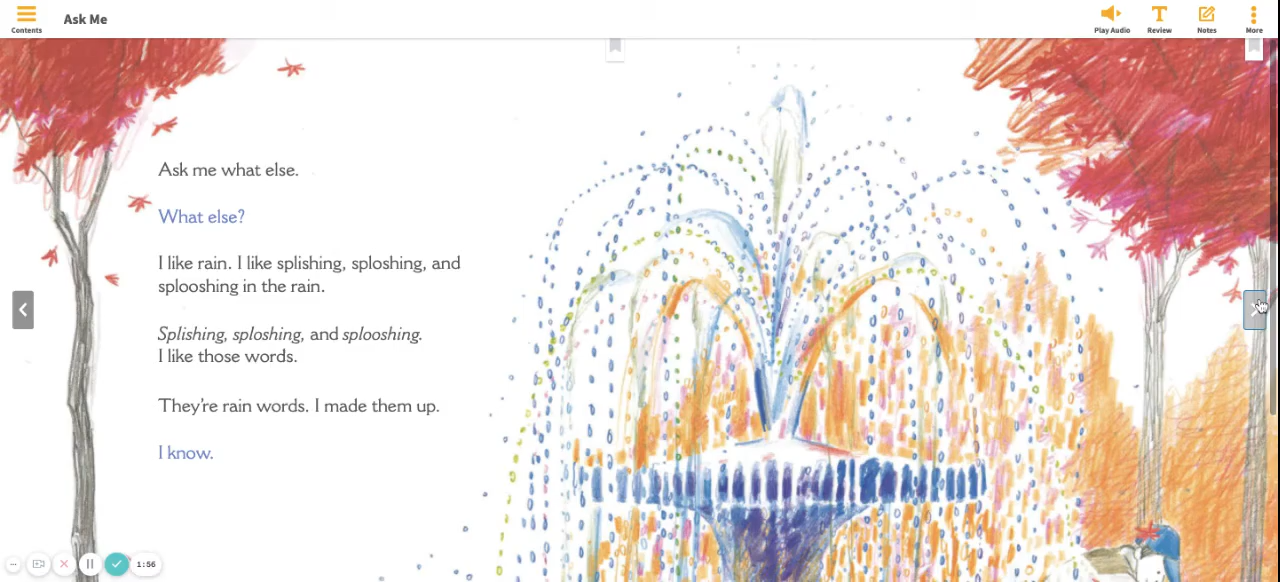 Contents
Ask Me
Play Audio
Review
Notes
More
Ask me what else.
What else?
I like rain. I like splishing, sploshing, and
splooshing in the rain.
Splishing, sploshing, and splooshing.
I like those words.
They're rain words. I made them up.
I know.
1:56